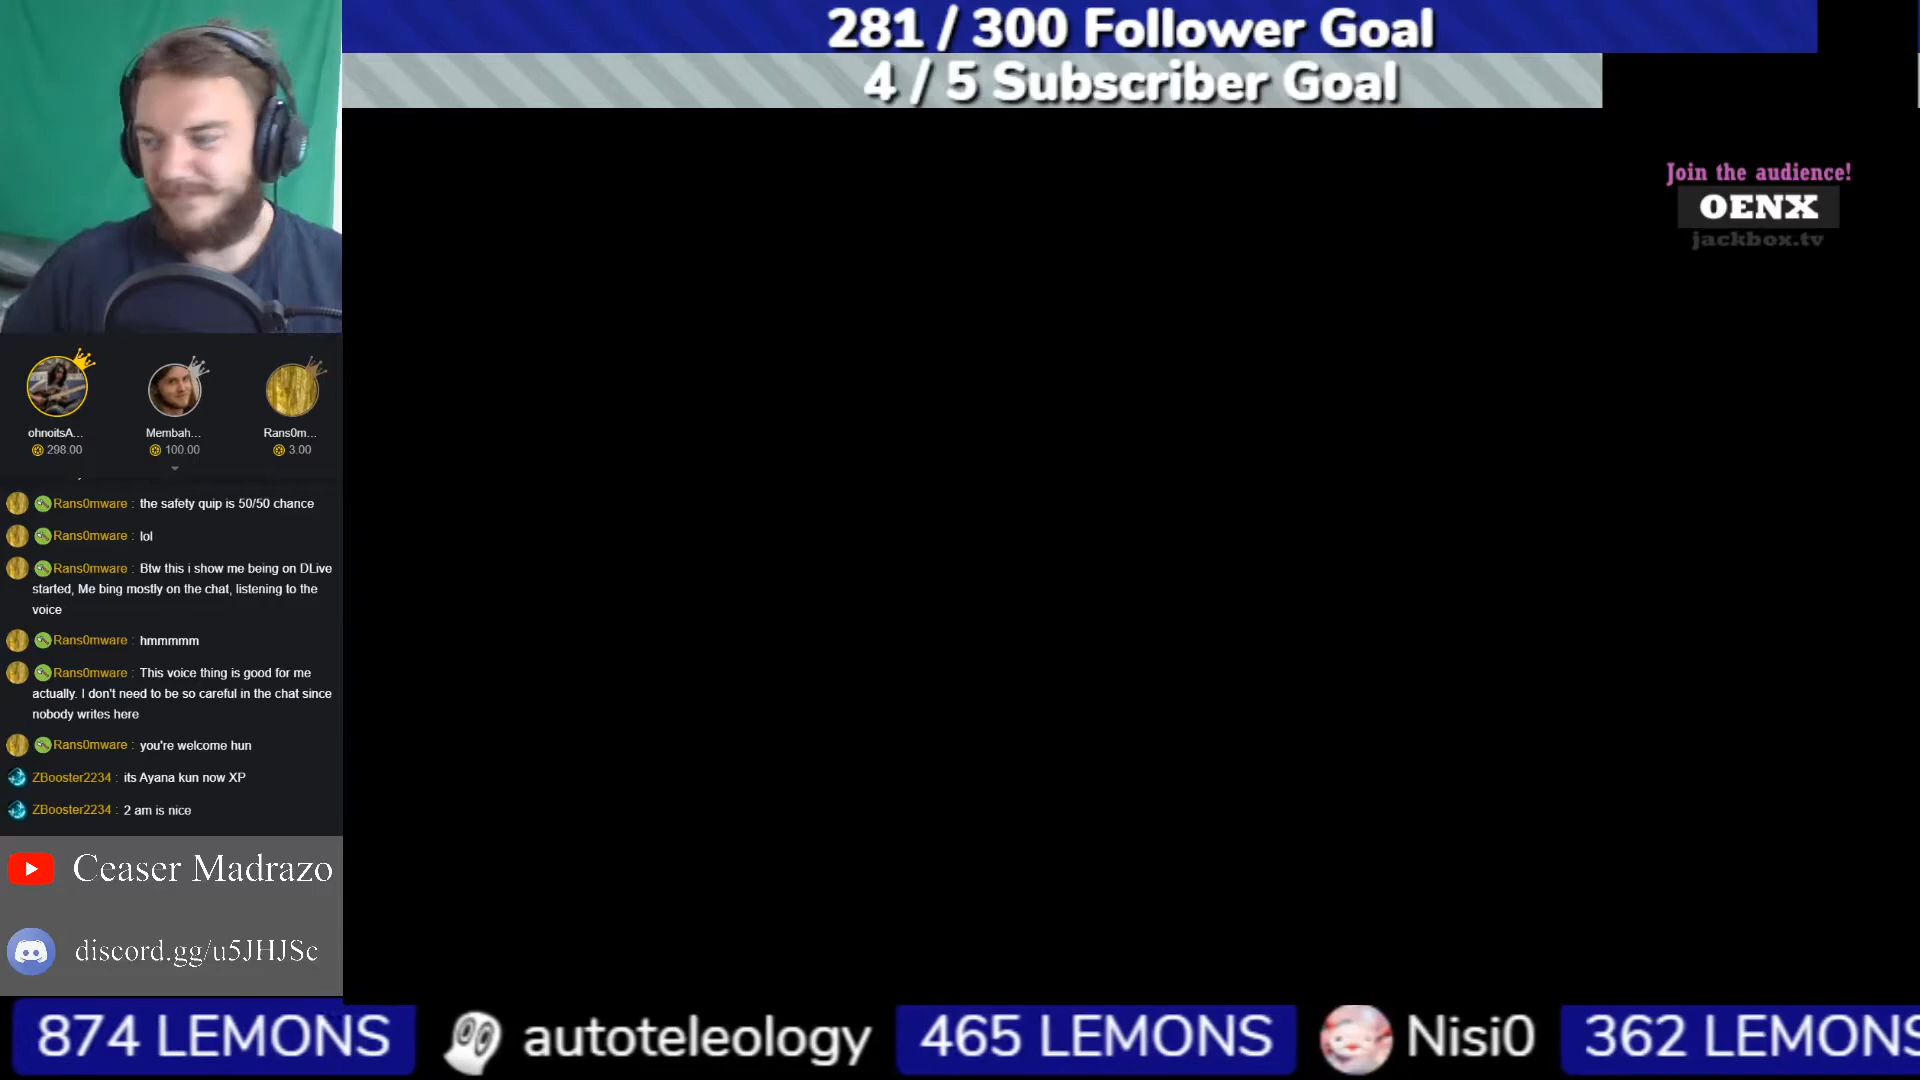 281 / 300 Follower Goal
4 / 5 Subscriber Goal
Join the audience!
OENX
jackbox.tv
ohnoitsA...
298.00
Membah...
100.00
Rans0m...
3.00
Rans0mware : the safety quip is 50/50 chance
Rans0mware : lol
Rans0mware : Btw this i show me being on DLive
started, Me bing mostly on the chat, listening to the
voice
Rans0mware : hmmmmm
Rans0mware : This voice thing is good for me
actually. I don't need to be so careful in the chat since
nobody writes here
Rans0mware : you're welcome hun
ZBooster2234 : its Ayana kun now XP
ZBooster2234 : 2 am is nice
Ceaser Madrazo
discord.gg/u5JHJSc
874 LEMONS autoteleology 465 LEMONS Nisi0 362 LEMONS